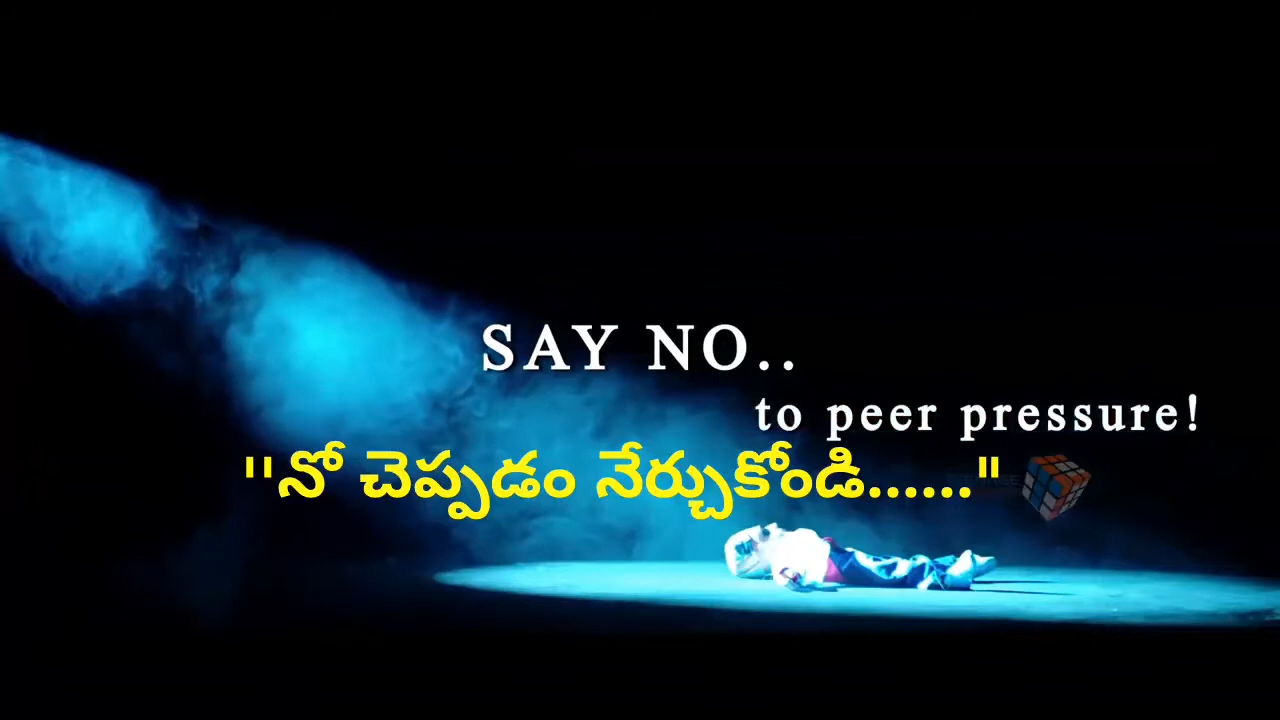 SAY NO..
to peer pressure!
''నో చెప్పడం నేర్చుకోండి......"